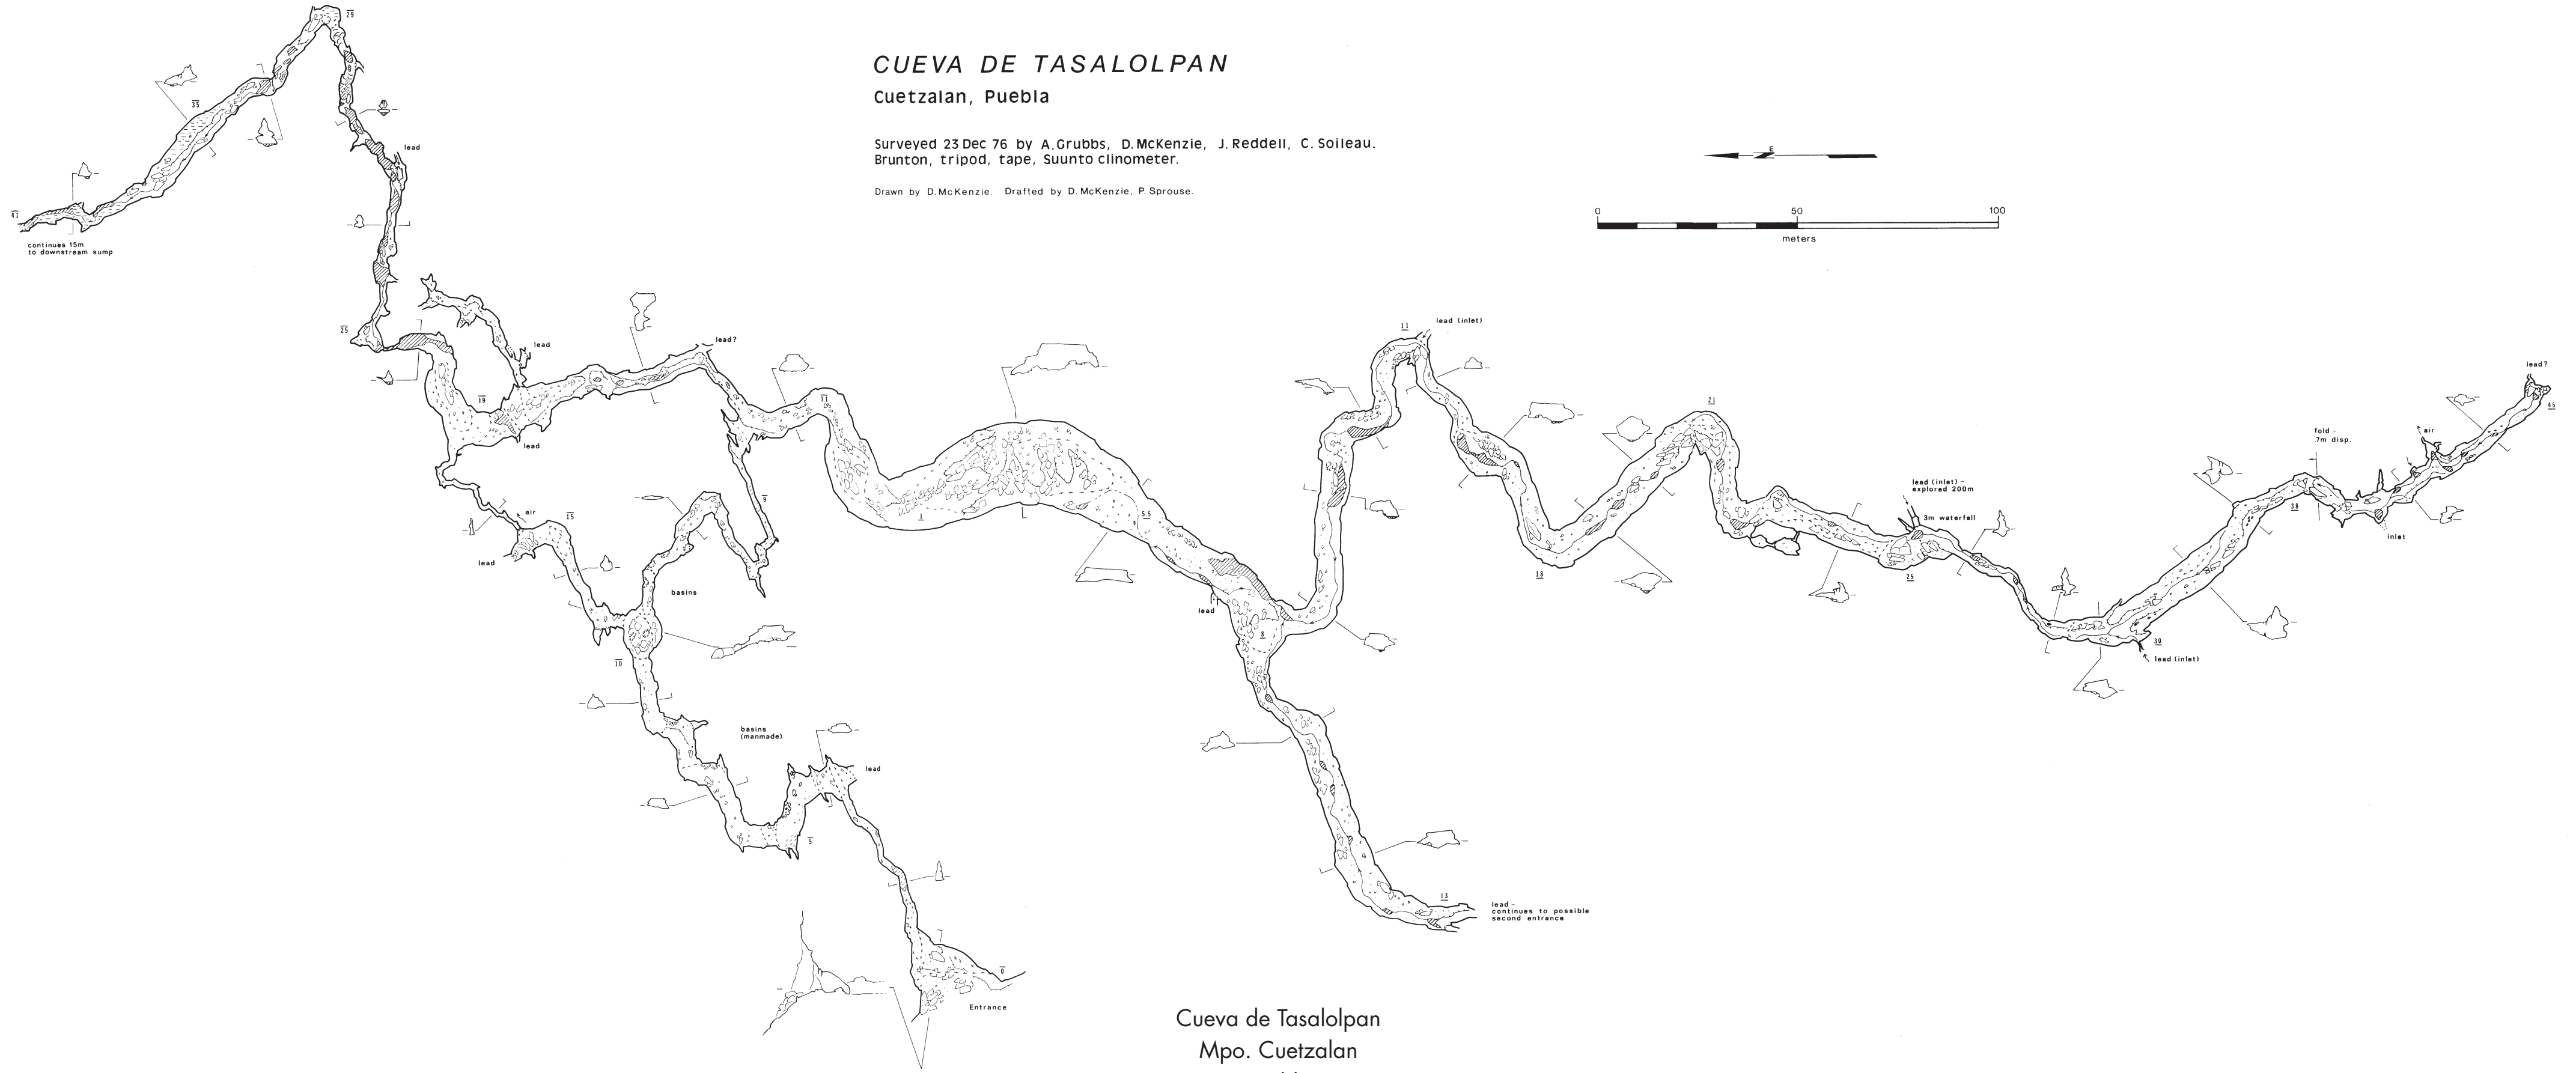 CUEVA DE TASALOLPAN
Cuetzalan, Puebla
Surveyed 23 Dec 76 by A. Grubbs, D. McKenzie, J. Reddell, C. Soileau.
Brunton, tripod, tape, Suunto clinometer.
Drawn by D. McKenzie. Drafted by D. McKenzie, P. Sprouse.
N
E
0 50 100
meters
29
35
lead
41
continues 15m
to downstream sump
25
lead
19
lead
lead?
11
air
15
lead
9
basins
10
basins
(manmade)
lead
5
0
Entrance
1
5.5
lead
8
11
lead (inlet)
13
lead -
continues to possible
second entrance
18
21
lead (inlet) -
explored 200m
3m waterfall
25
30
lead (inlet)
38
fold -
.7m disp.
air
inlet
lead?
45
Cueva de Tasalolpan
Mpo. Cuetzalan